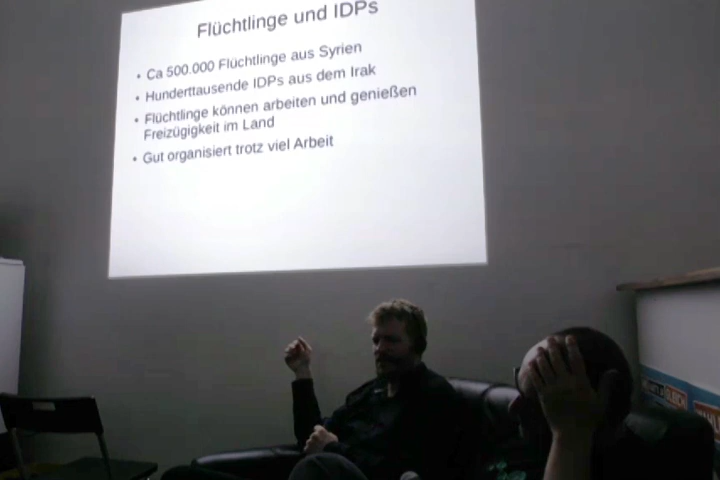 Flüchtlinge und IDPs
• Ca 500.000 Flüchtlinge aus Syrien
• Hunderttausende IDPs aus dem Irak
• Flüchtlinge können arbeiten und genießen
Freizügigkeit im Land
• Gut organisiert trotz viel Arbeit